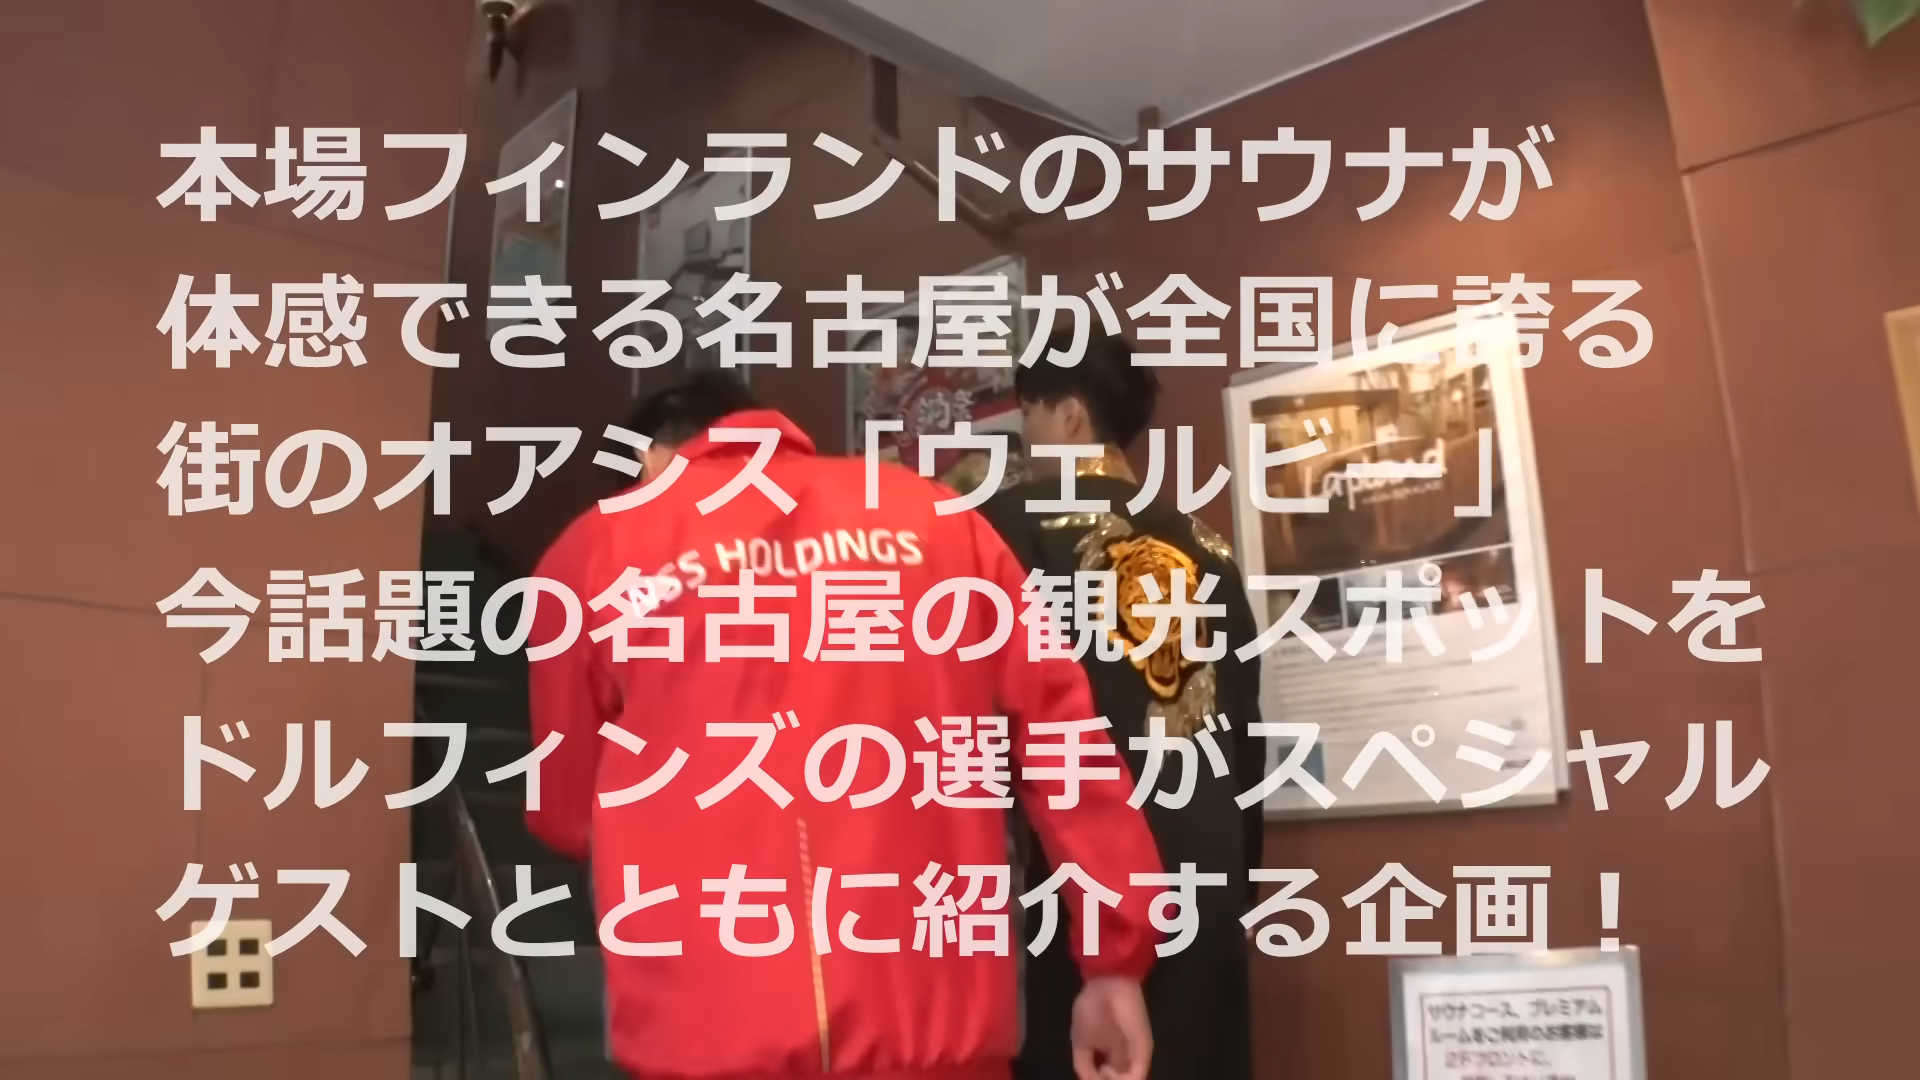 本場フィンランドのサウナが
体感できる名古屋が全国に誇る
街のオアシス「ウェルビー」
今話題の名古屋の観光スポットを
ドルフィンズの選手がスペシャル
ゲストとともに紹介する企画！
NSS HOLDINGS
Lapland
サウナコース、プレミアム
ルームをご利用のお客様は
2Fフロントに、